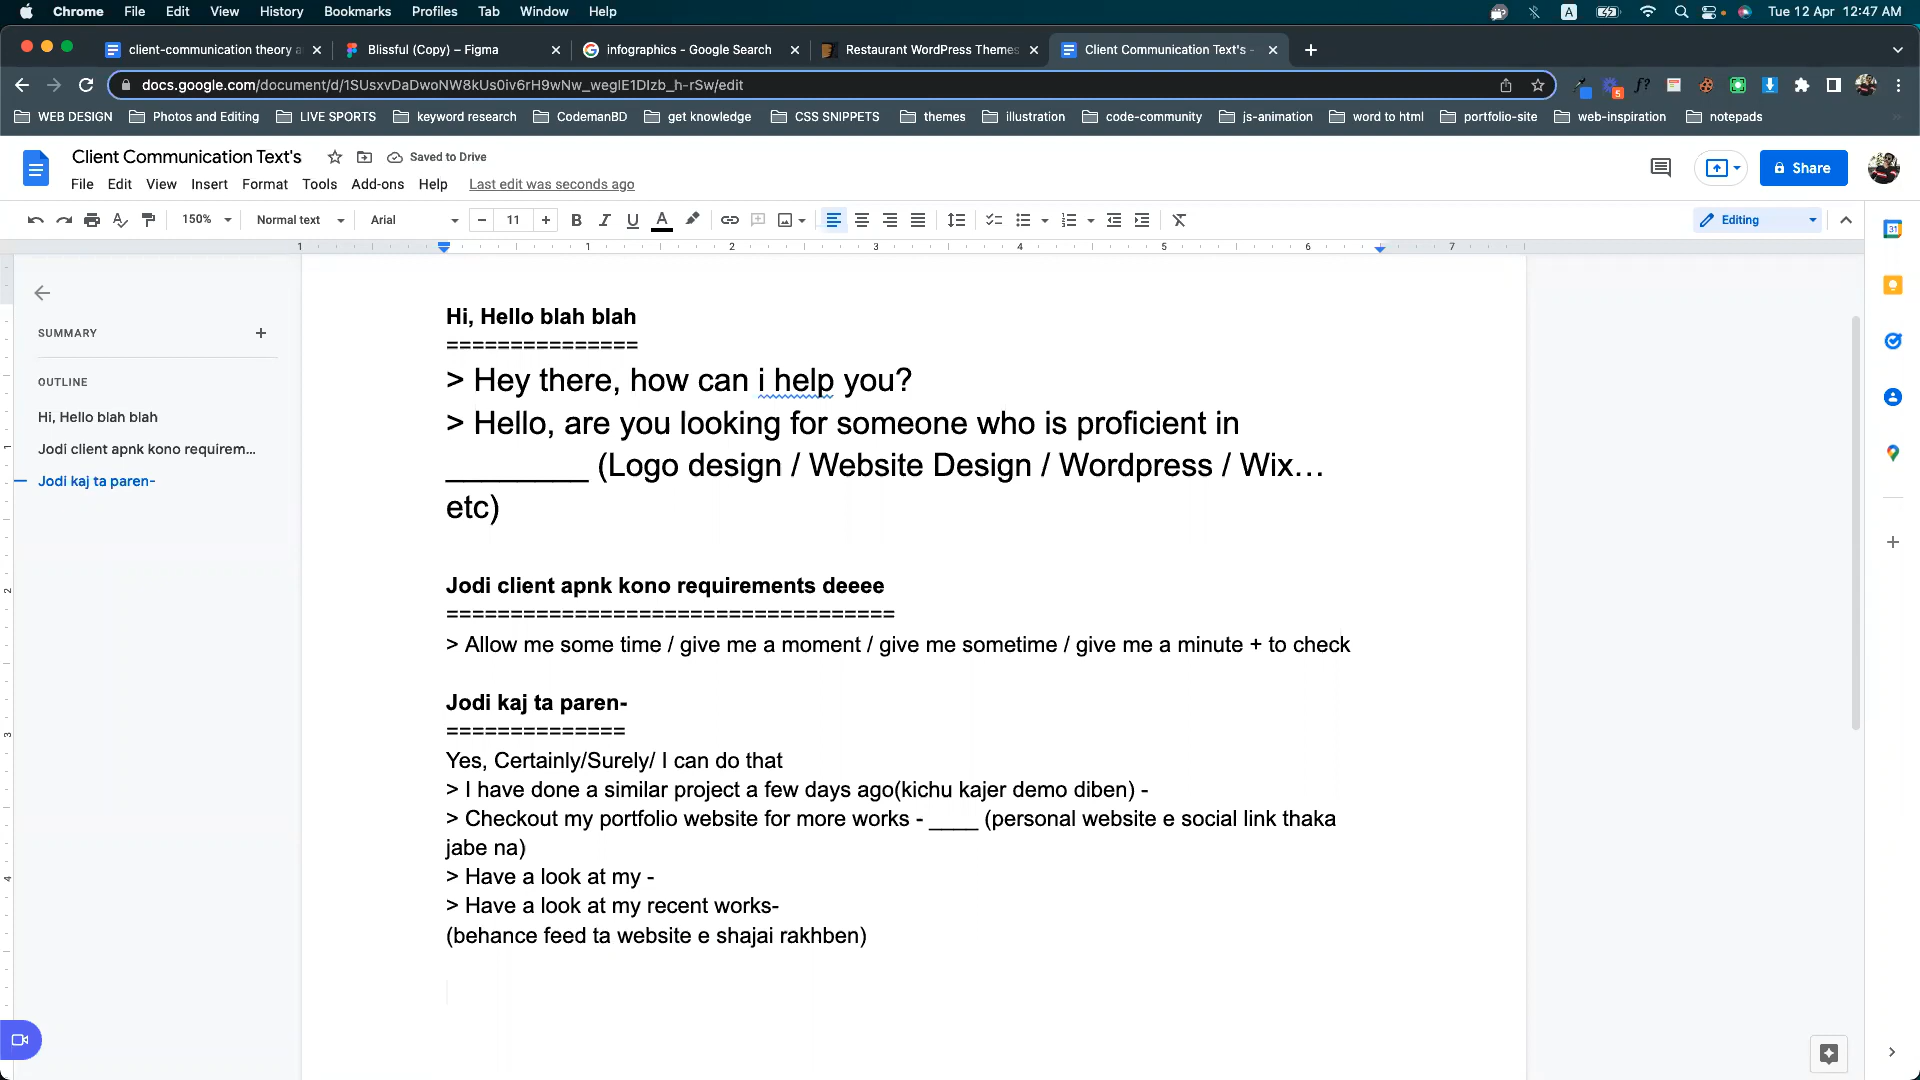 Chrome File Edit View History Bookmarks Profiles Tab Window Help A Tue 12 Apr 12:47 AM
client-communication theory a Blissful (Copy) – Figma infographics - Google Search Restaurant WordPress Themes Client Communication Text's -
docs.google.com/document/d/1SUsxvDaDwoNW8kUs0iv6rH9wNw_wegIE1DIzb_h-rSw/edit
WEB DESIGN Photos and Editing LIVE SPORTS keyword research CodemanBD get knowledge CSS SNIPPETS themes illustration code-community js-animation word to html portfolio-site web-inspiration notepads
Client Communication Text's Saved to Drive
File Edit View Insert Format Tools Add-ons Help Last edit was seconds ago
Share
150% Normal text Arial 11 B I U A Editing
1 1 2 3 4 5 6 7
SUMMARY
OUTLINE
Hi, Hello blah blah
Jodi client apnk kono requirem...
Jodi kaj ta paren-
Hi, Hello blah blah
===============
> Hey there, how can i help you?
> Hello, are you looking for someone who is proficient in
________ (Logo design / Website Design / Wordpress / Wix…
etc)
Jodi client apnk kono requirements deeee
===================================
> Allow me some time / give me a moment / give me sometime / give me a minute + to check
Jodi kaj ta paren-
==============
Yes, Certainly/Surely/ I can do that
> I have done a similar project a few days ago(kichu kajer demo diben) -
> Checkout my portfolio website for more works - ____ (personal website e social link thaka
jabe na)
> Have a look at my -
> Have a look at my recent works-
(behance feed ta website e shajai rakhben)